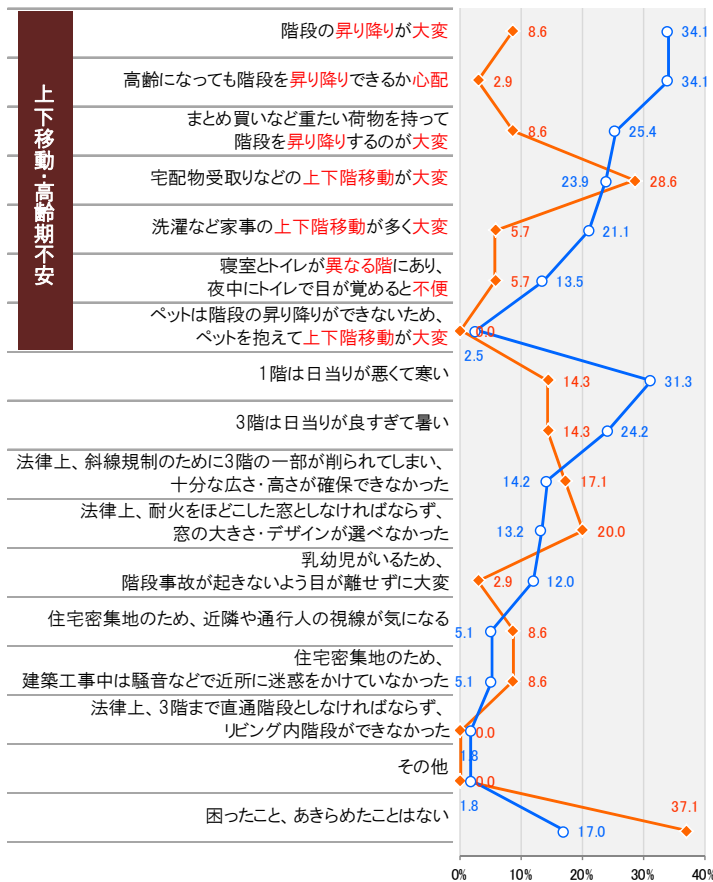 上下移動・高齢期不安
階段の昇り降りが大変
8.6
34.1
高齢になっても階段を昇り降りできるか心配
2.9
34.1
まとめ買いなど重たい荷物を持って
階段を昇り降りするのが大変
8.6
25.4
宅配物受取りなどの上下階移動が大変
23.9
28.6
洗濯など家事の上下階移動が多く大変
5.7
21.1
寝室とトイレが異なる階にあり、
夜中にトイレで目が覚めると不便
5.7
13.5
ペットは階段の昇り降りができないため、
ペットを抱えて上下階移動が大変
0.0
2.5
1階は日当りが悪くて寒い
14.3
31.3
3階は日当りが良すぎて暑い
14.3
24.2
法律上、斜線規制のために3階の一部が削られてしまい、
十分な広さ・高さが確保できなかった
14.2
17.1
法律上、耐火をほどこした窓としなければならず、
窓の大きさ・デザインが選べなかった
13.2
20.0
乳幼児がいるため、
階段事故が起きないよう目が離せずに大変
2.9
12.0
住宅密集地のため、近隣や通行人の視線が気になる
5.1
8.6
住宅密集地のため、
建築工事中は騒音などで近所に迷惑をかけていなかった
5.1
8.6
法律上、3階まで直通階段としなければならず、
リビング内階段ができなかった
0.0
1.8
その他
0.0
1.8
困ったこと、あきらめたことはない
37.1
17.0
0% 10% 20% 30% 40%